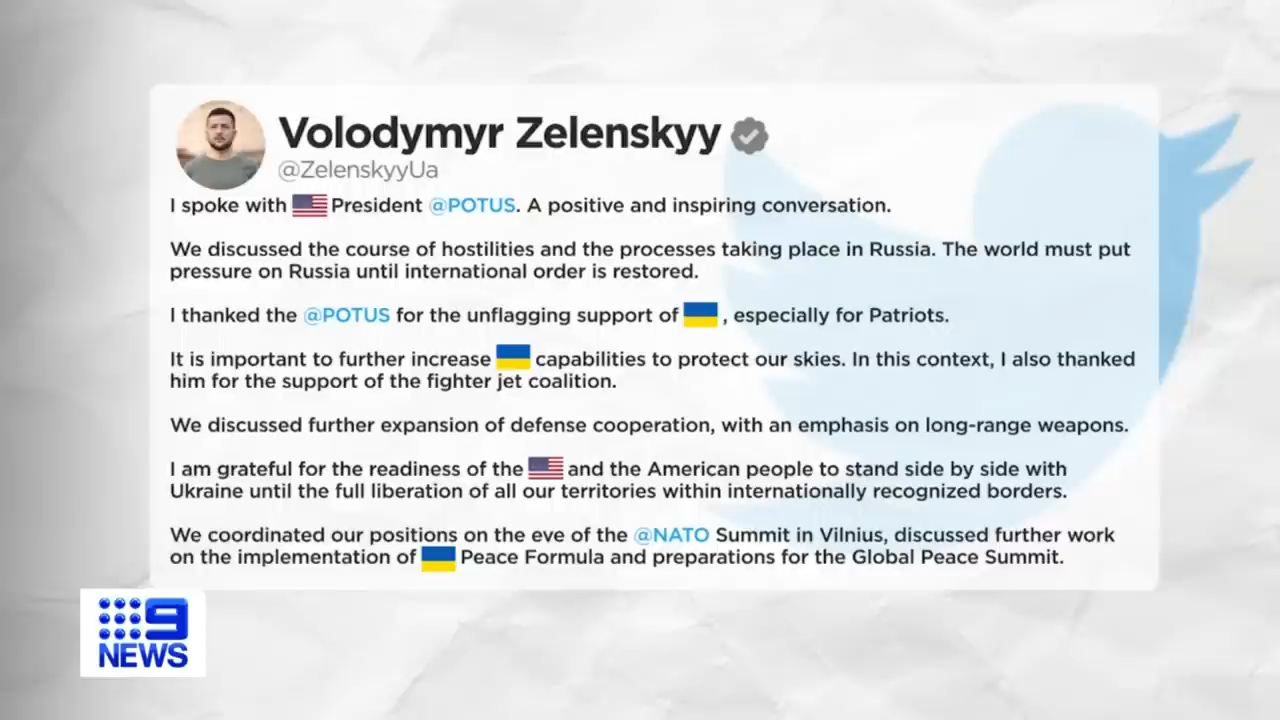 Volodymyr Zelenskyy
@ZelenskyyUa
I spoke with 🇺🇸 President @POTUS. A positive and inspiring conversation.
We discussed the course of hostilities and the processes taking place in Russia. The world must put
pressure on Russia until international order is restored.
I thanked the @POTUS for the unflagging support of 🇺🇦 , especially for Patriots.
It is important to further increase 🇺🇦 capabilities to protect our skies. In this context, I also thanked
him for the support of the fighter jet coalition.
We discussed further expansion of defense cooperation, with an emphasis on long-range weapons.
I am grateful for the readiness of the 🇺🇸 and the American people to stand side by side with
Ukraine until the full liberation of all our territories within internationally recognized borders.
We coordinated our positions on the eve of the @NATO Summit in Vilnius, discussed further work
on the implementation of 🇺🇦 Peace Formula and preparations for the Global Peace Summit.
9
NEWS